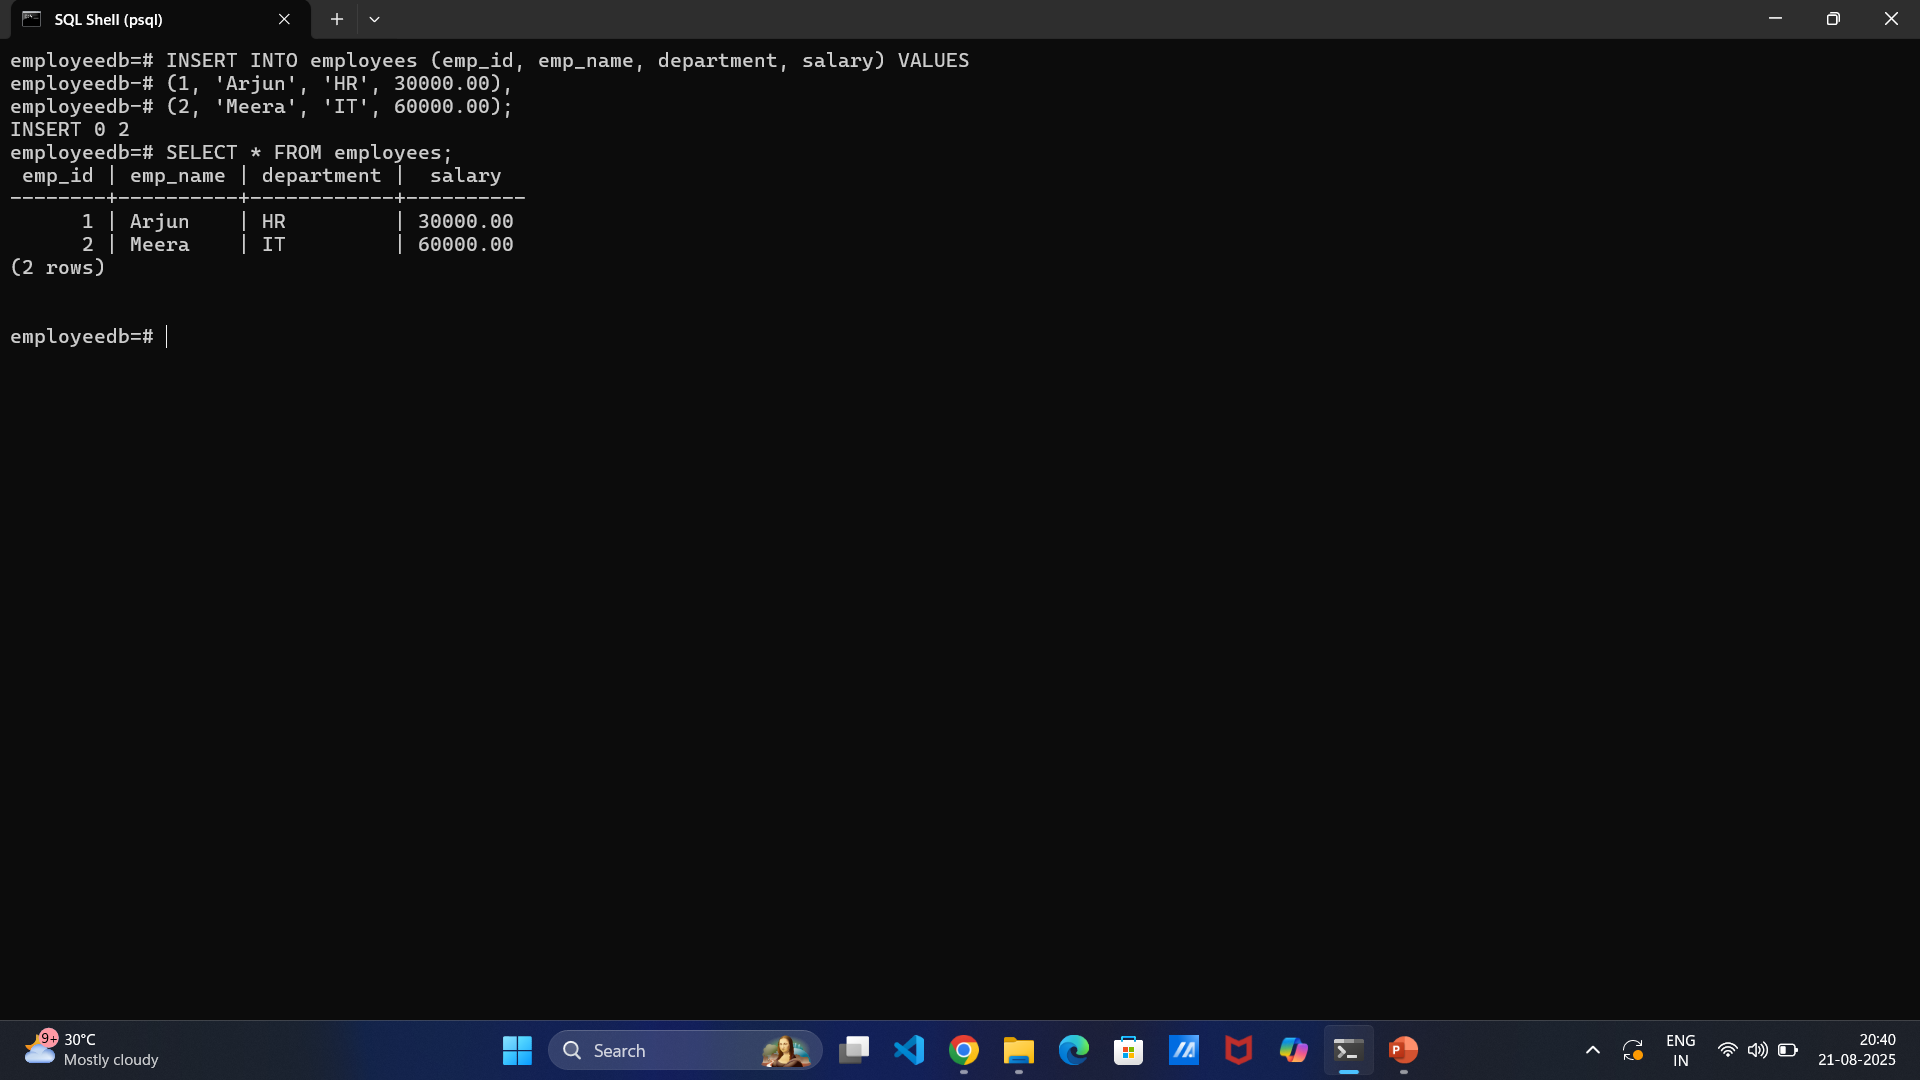 SQL Shell (psql)
employeedb=# INSERT INTO employees (emp_id, emp_name, department, salary) VALUES
employeedb-# (1, 'Arjun', 'HR', 30000.00),
employeedb-# (2, 'Meera', 'IT', 60000.00);
INSERT 0 2
employeedb=# SELECT * FROM employees;
 emp_id | emp_name | department |  salary
--------+----------+------------+----------
      1 | Arjun    | HR         | 30000.00
      2 | Meera    | IT         | 60000.00
(2 rows)
employeedb=#
9+
30°C
Mostly cloudy
Search
ENG
IN
20:40
21-08-2025